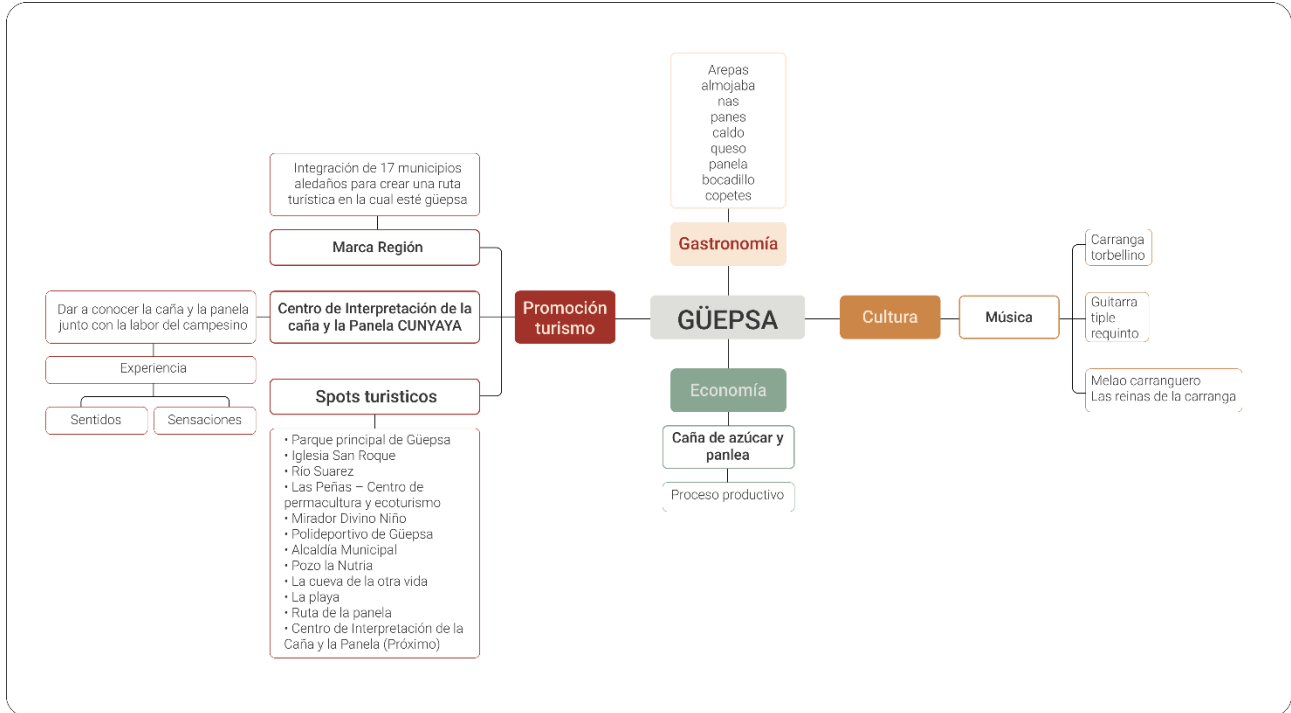 Arepas
almojaba
nas
panes
caldo
queso
panela
bocadillo
copetes
Gastronomía
Integración de 17 municipios
aledaños para crear una ruta
turística en la cual esté güepsa
Marca Región
Dar a conocer la caña y la panela
junto con la labor del campesino
Experiencia
Sentidos
Sensaciones
Centro de Interpretación de la
caña y la Panela CUNYAYA
Spots turisticos
• Parque principal de Güepsa
• Iglesia San Roque
• Río Suarez
• Las Peñas – Centro de
permacultura y ecoturismo
• Mirador Divino Niño
• Polideportivo de Güepsa
• Alcaldía Municipal
• Pozo la Nutria
• La cueva de la otra vida
• La playa
• Ruta de la panela
• Centro de Interpretación de la
Caña y la Panela (Próximo)
Promoción
turismo
GÜEPSA
Economía
Caña de azúcar y
panlea
Proceso productivo
Cultura
Música
Carranga
torbellino
Guitarra
tiple
requinto
Melao carranguero
Las reinas de la carranga